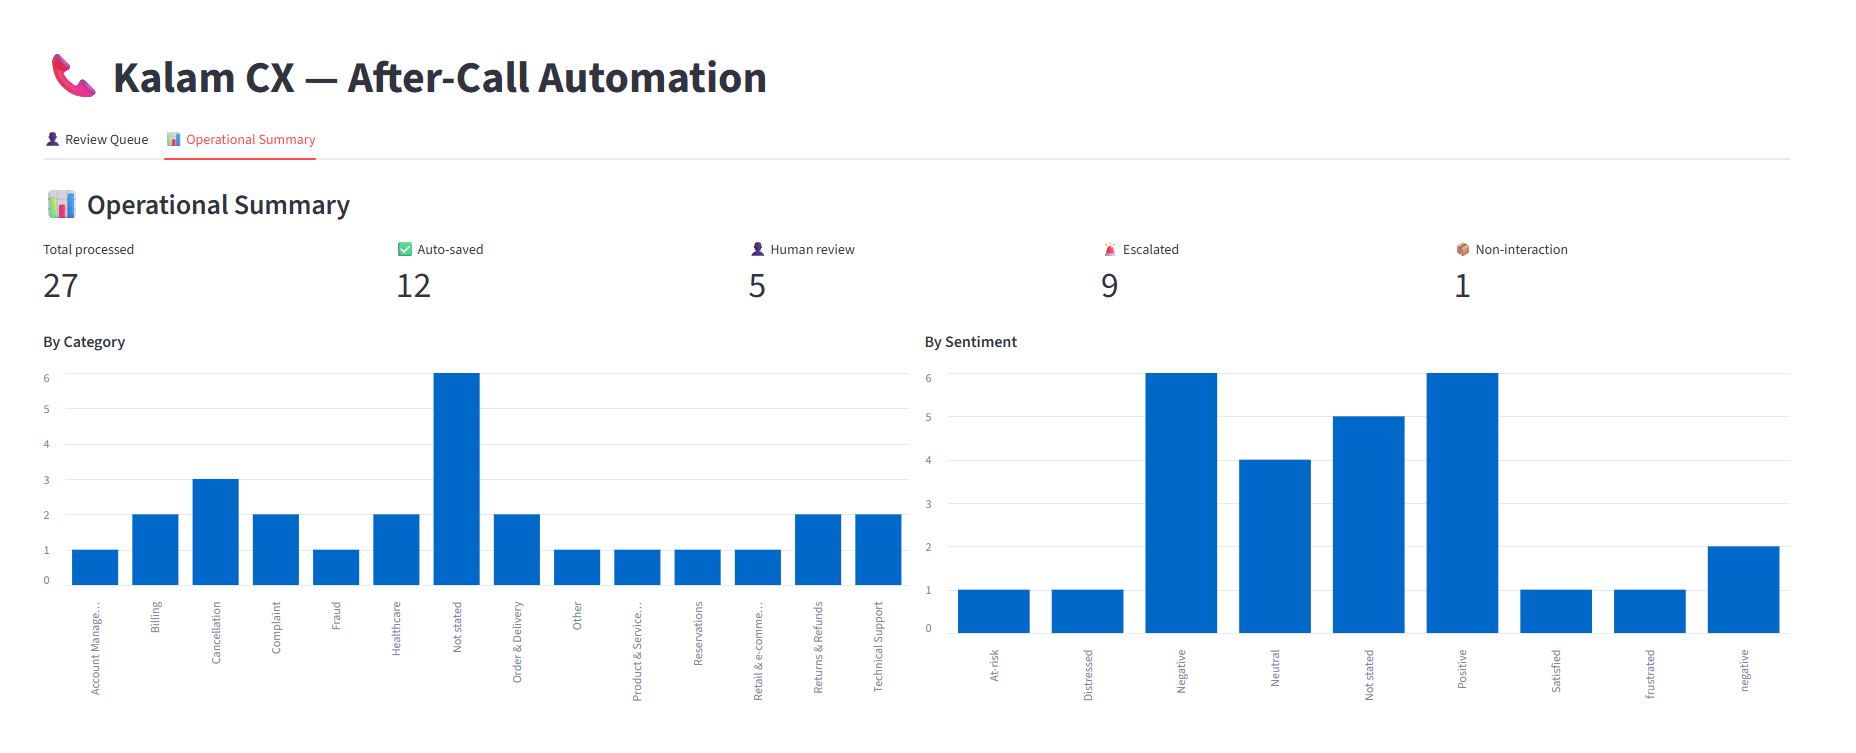 Kalam CX — After-Call Automation
Review Queue
Operational Summary
Operational Summary
Total processed
27
Auto-saved
12
Human review
5
Escalated
9
Non-interaction
1
By Category
6
5
4
3
2
1
0
Account Manage...
Billing
Cancellation
Complaint
Fraud
Healthcare
Not stated
Order & Delivery
Other
Product & Service...
Reservations
Retail & e-comme...
Returns & Refunds
Technical Support
By Sentiment
6
5
4
3
2
1
0
At-risk
Distressed
Negative
Neutral
Not stated
Positive
Satisfied
frustrated
negative